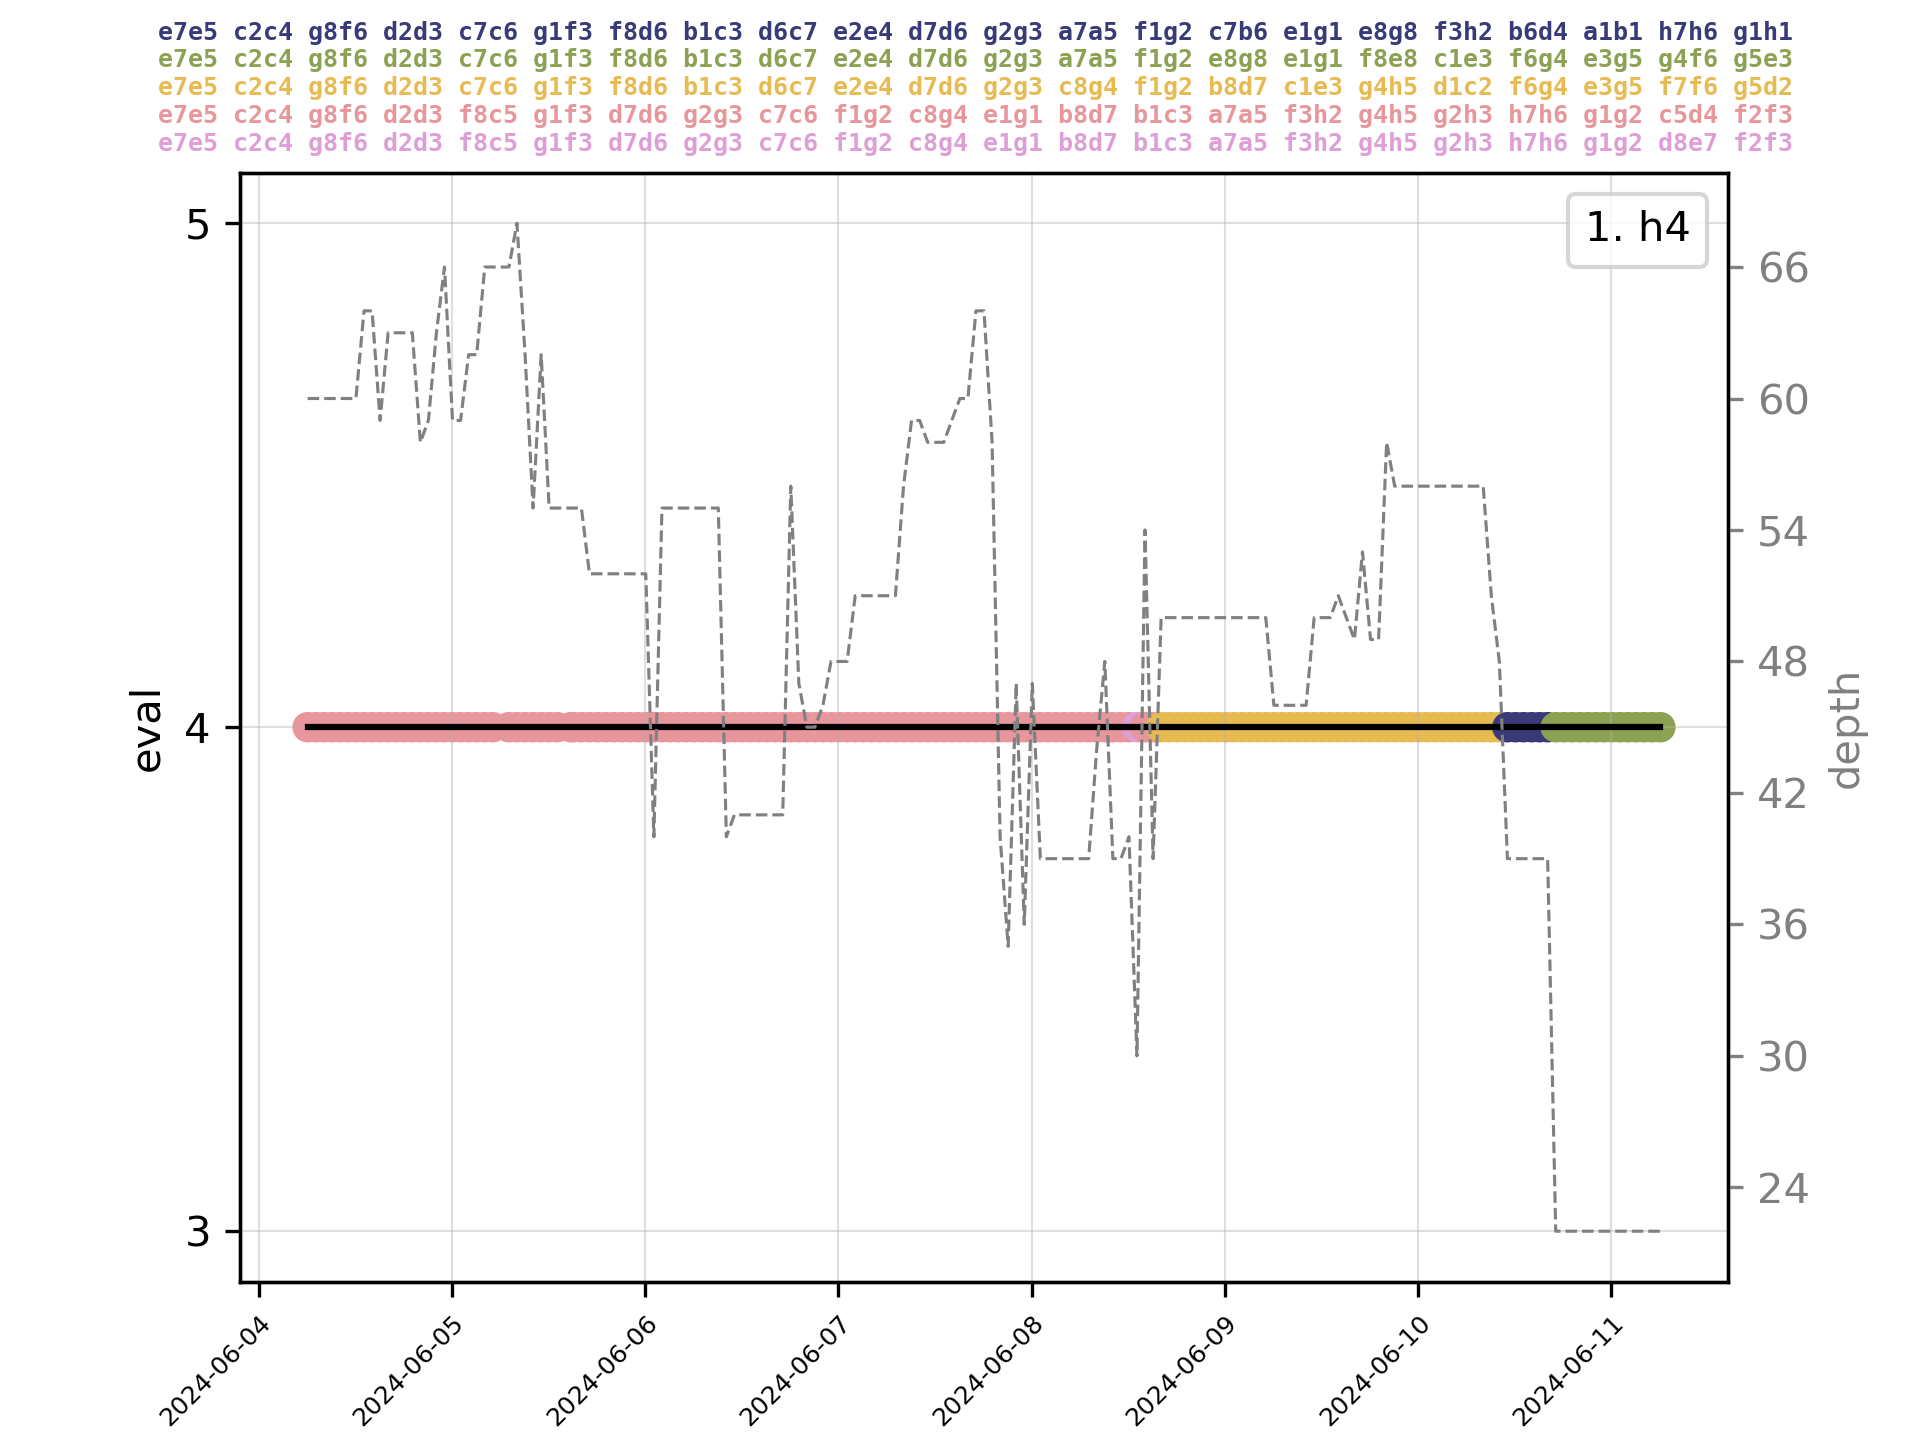 e7e5 c2c4 g8f6 d2d3 c7c6 g1f3 f8d6 b1c3 d6c7 e2e4 d7d6 g2g3 a7a5 f1g2 c7b6 e1g1 e8g8 f3h2 b6d4 a1b1 h7h6 g1h1
e7e5 c2c4 g8f6 d2d3 c7c6 g1f3 f8d6 b1c3 d6c7 e2e4 d7d6 g2g3 a7a5 f1g2 e8g8 e1g1 f8e8 c1e3 f6g4 e3g5 g4f6 g5e3
e7e5 c2c4 g8f6 d2d3 c7c6 g1f3 f8d6 b1c3 d6c7 e2e4 d7d6 g2g3 c8g4 f1g2 b8d7 c1e3 g4h5 d1c2 f6g4 e3g5 f7f6 g5d2
e7e5 c2c4 g8f6 d2d3 f8c5 g1f3 d7d6 g2g3 c7c6 f1g2 c8g4 e1g1 b8d7 b1c3 a7a5 f3h2 g4h5 g2h3 h7h6 g1g2 c5d4 f2f3
e7e5 c2c4 g8f6 d2d3 f8c5 g1f3 d7d6 g2g3 c7c6 f1g2 c8g4 e1g1 b8d7 b1c3 a7a5 f3h2 g4h5 g2h3 h7h6 g1g2 d8e7 f2f3
1. h4
5
4
3
eval
66
60
54
48
42
36
30
24
depth
2024-06-04
2024-06-05
2024-06-06
2024-06-07
2024-06-08
2024-06-09
2024-06-10
2024-06-11